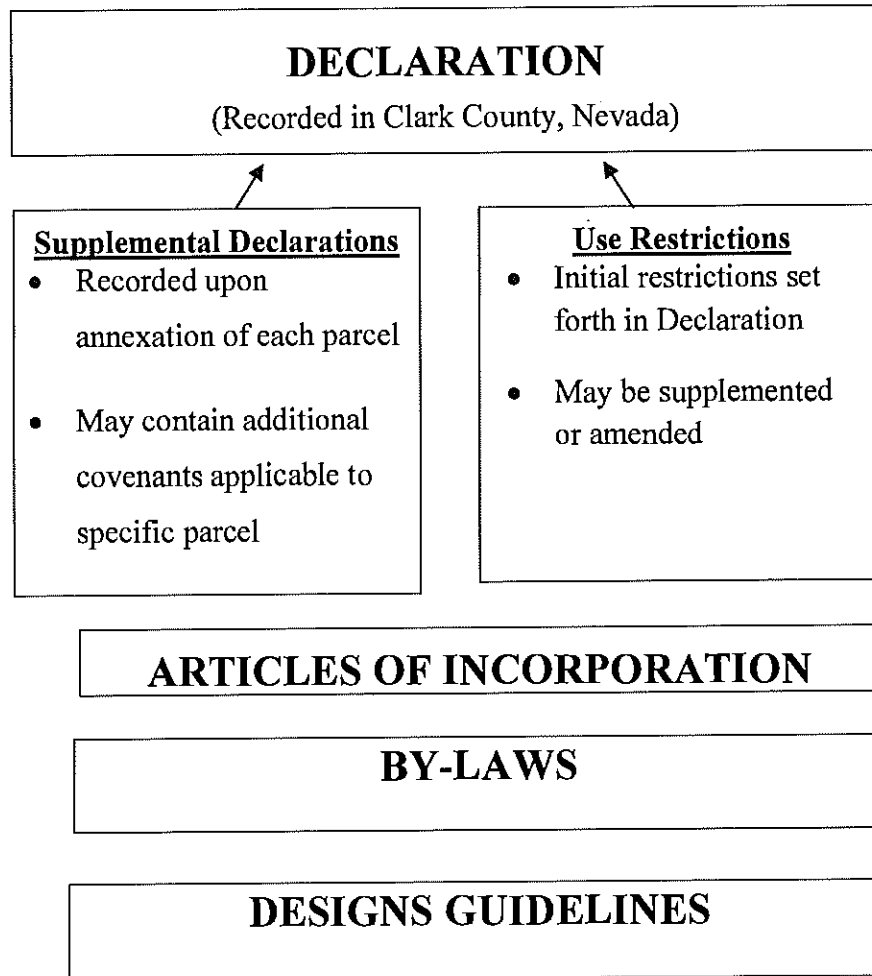 DECLARATION
(Recorded in Clark County, Nevada)
Supplemental Declarations
• Recorded upon
annexation of each parcel
• May contain additional
covenants applicable to
specific parcel
Use Restrictions
• Initial restrictions set
forth in Declaration
• May be supplemented
or amended
ARTICLES OF INCORPORATION
BY-LAWS
DESIGNS GUIDELINES